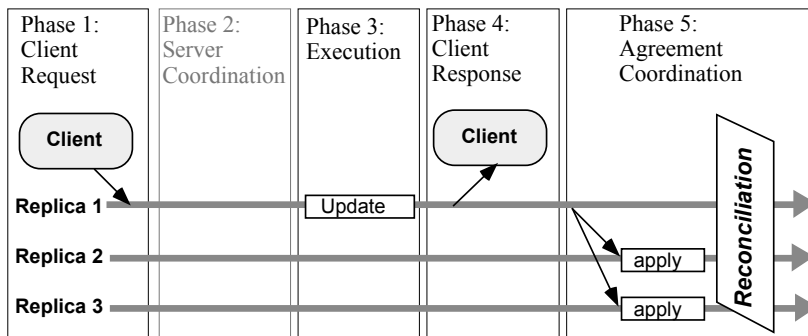 Phase 1:
Client
Request
Phase 2:
Server
Coordination
Phase 3:
Execution
Phase 4:
Client
Response
Phase 5:
Agreement
Coordination
Client
Client
Replica 1
Update
Replica 2
apply
Replica 3
apply
Reconciliation